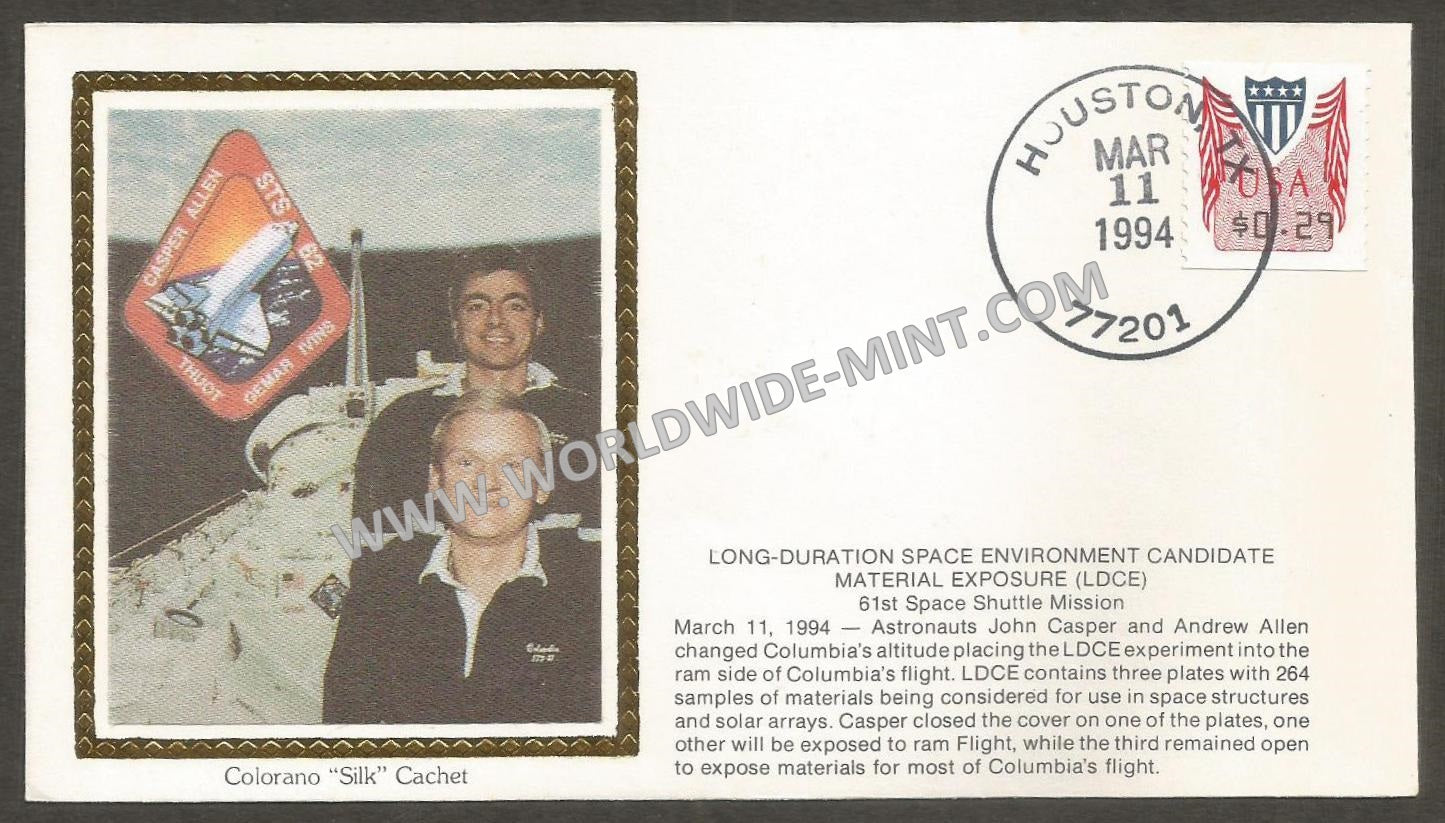 CASPER ALLEN
STS 62
THUOT GEMAR IVINS
Columbia
Colorano “Silk” Cachet
HOUSTON, TX
MAR
11
1994
77201
USA
$0.29
WWW.WORLDWIDE-MINT.COM
LONG-DURATION SPACE ENVIRONMENT CANDIDATE
MATERIAL EXPOSURE (LDCE)
61st Space Shuttle Mission
March 11, 1994 — Astronauts John Casper and Andrew Allen
changed Columbia's altitude placing the LDCE experiment into the
ram side of Columbia's flight. LDCE contains three plates with 264
samples of materials being considered for use in space structures
and solar arrays. Casper closed the cover on one of the plates, one
other will be exposed to ram Flight, while the third remained open
to expose materials for most of Columbia's flight.